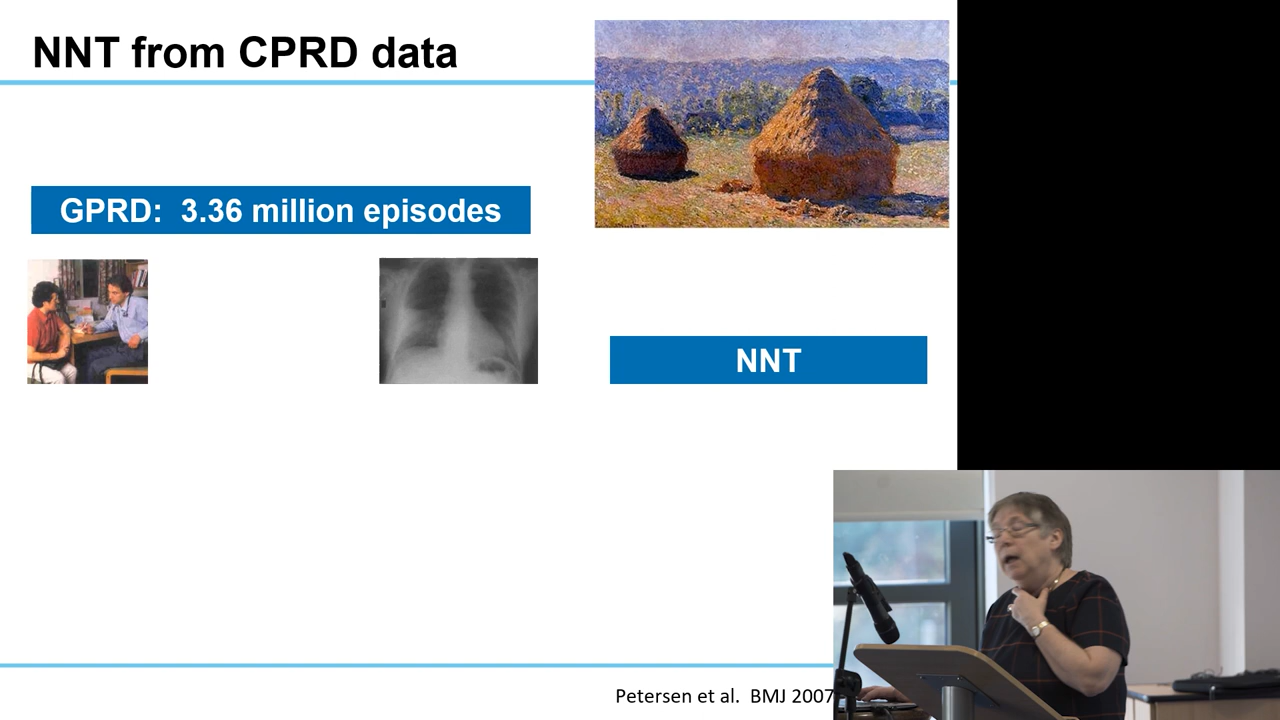 NNT from CPRD data
GPRD: 3.36 million episodes
NNT
Petersen et al. BMJ 2007